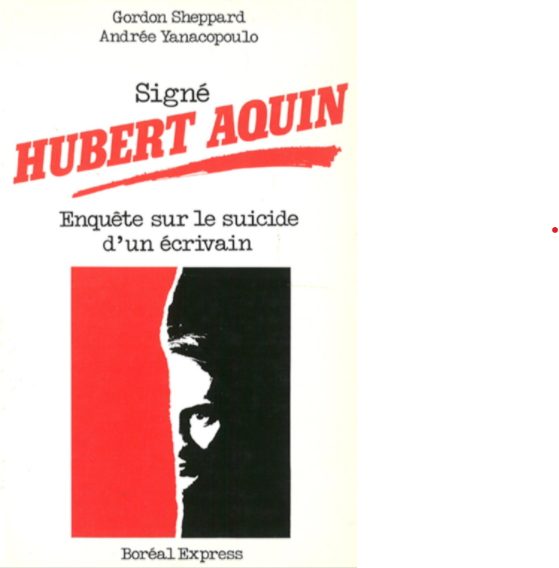 Gordon Sheppard
Andrée Yanacopoulo
Signé
HUBERT AQUIN
Enquête sur le suicide
d'un écrivain
Boréal Express